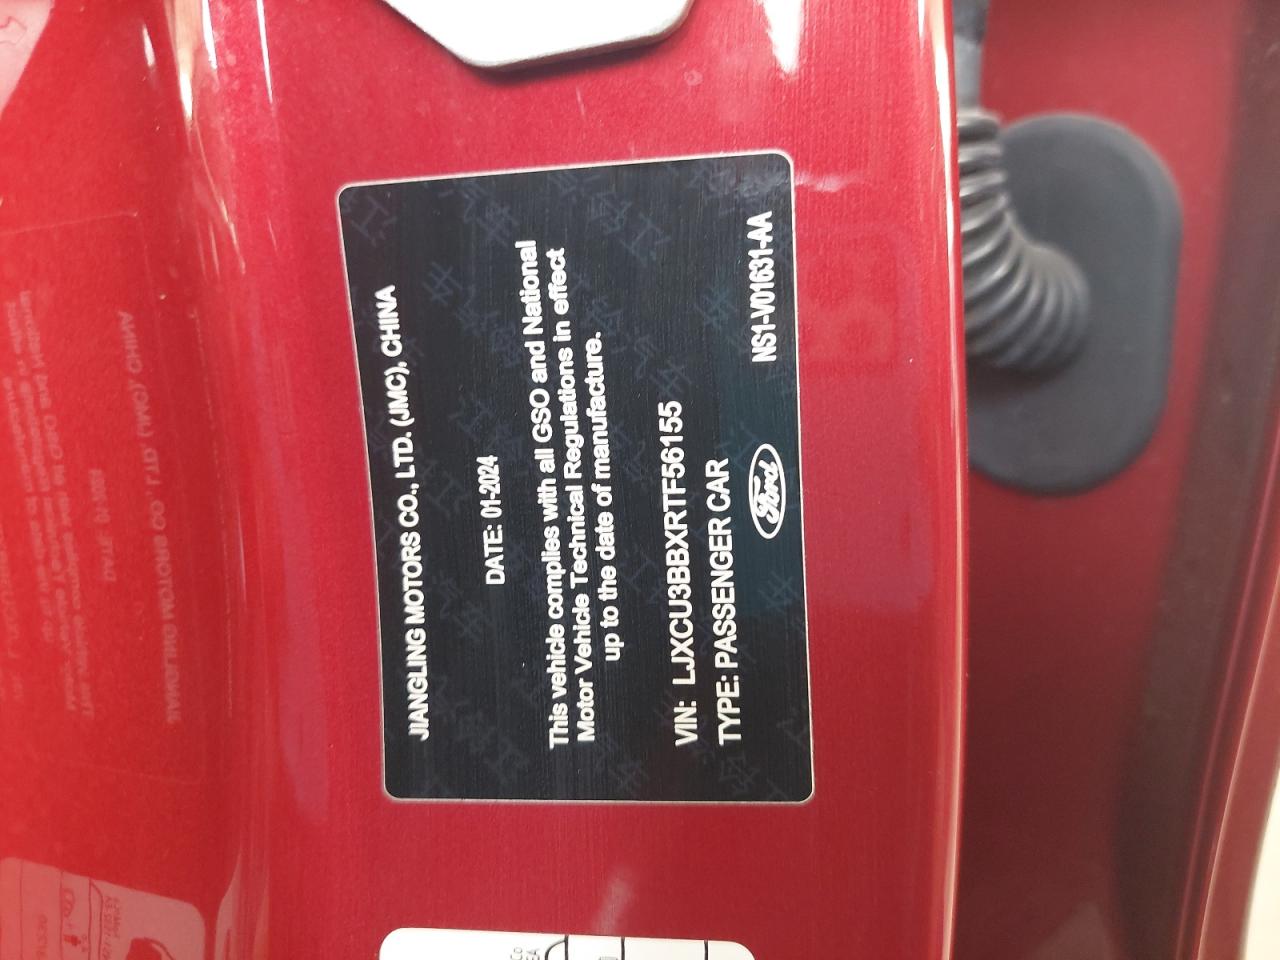 JIANGLING MOTORS CO., LTD. (JMC), CHINA
DATE: 01-2024
This vehicle complies with all GSO and National
Motor Vehicle Technical Regulations in effect
up to the date of manufacture.
VIN: LJXCU3BBXRTF56155
TYPE: PASSENGER CAR
Ford
NS1-V01631-AA